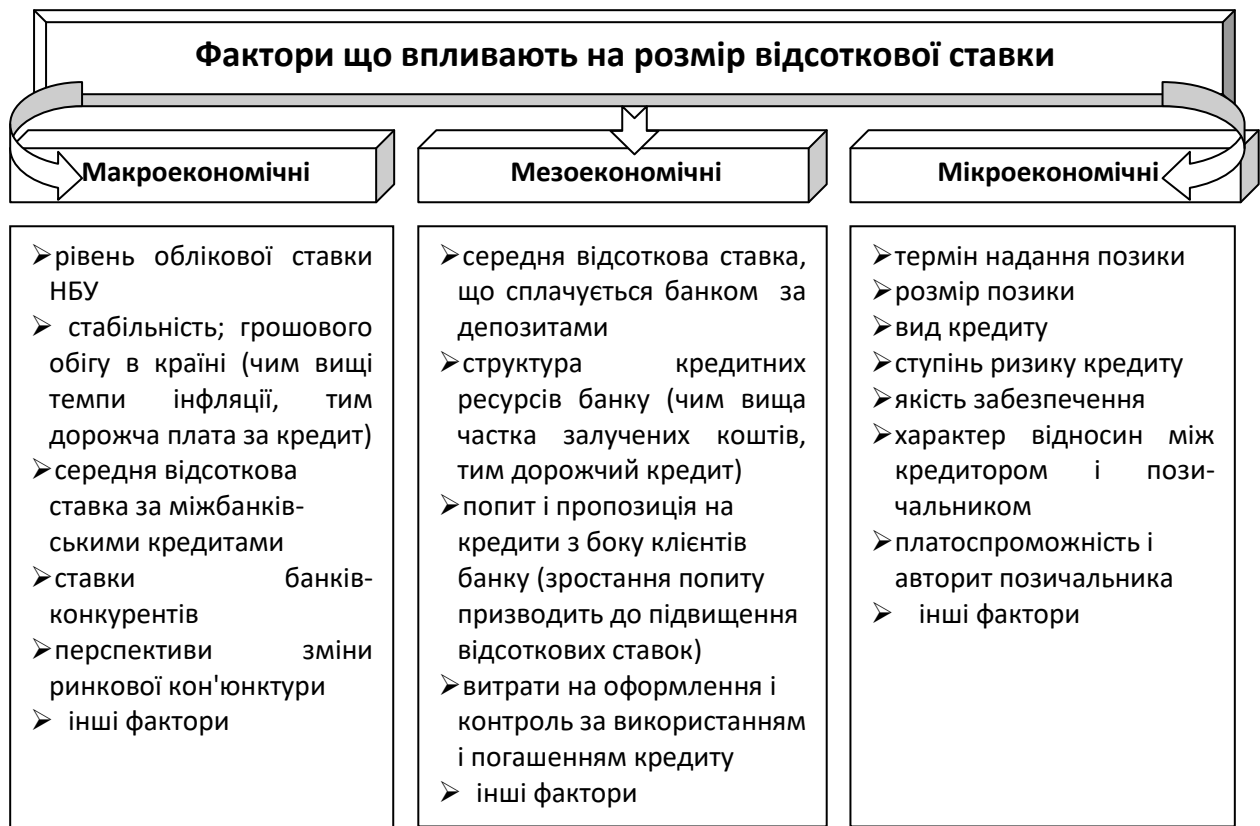 Фактори що впливають на розмір відсоткової ставки
Макроекономічні
Мезоекономічні
Мікроекономічні
➢рівень облікової ставки
НБУ
➢ стабільність; грошового
обігу в країні (чим вищі
темпи інфляції, тим
дорожча плата за кредит)
➢середня відсоткова
ставка за міжбанків-
ськими кредитами
➢ставки банків-
конкурентів
➢перспективи зміни
ринкової кон'юнктури
➢ інші фактори
➢середня відсоткова ставка,
що сплачується банком за
депозитами
➢структура кредитних
ресурсів банку (чим вища
частка залучених коштів,
тим дорожчий кредит)
➢попит і пропозиція на
кредити з боку клієнтів
банку (зростання попиту
призводить до підвищення
відсоткових ставок)
➢витрати на оформлення і
контроль за використанням
і погашенням кредиту
➢ інші фактори
➢термін надання позики
➢розмір позики
➢вид кредиту
➢ступінь ризику кредиту
➢якість забезпечення
➢характер відносин між
кредитором і пози-
чальником
➢платоспроможність і
авторит позичальника
➢ інші фактори